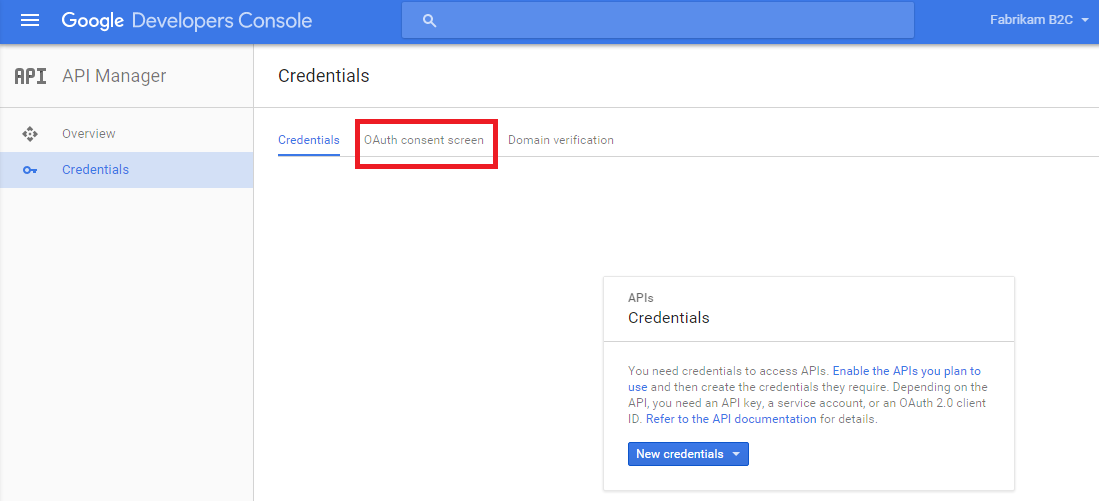 Google Developers Console
Fabrikam B2C
API API Manager
Credentials
Overview
Credentials
Credentials
OAuth consent screen
Domain verification
APIs
Credentials
You need credentials to access APIs. Enable the APIs you plan to
use and then create the credentials they require. Depending on the
API, you need an API key, a service account, or an OAuth 2.0 client
ID. Refer to the API documentation for details.
New credentials